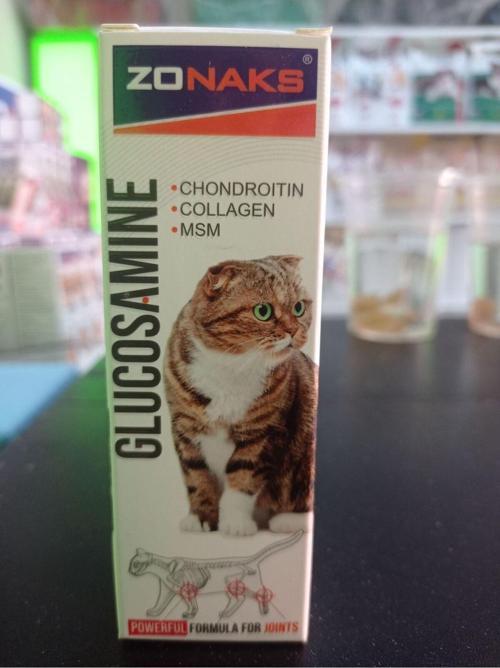 ZONAKS®
GLUCOSAMINE
•CHONDROITIN
•COLLAGEN
•MSM
POWERFUL FORMULA FOR JOINTS